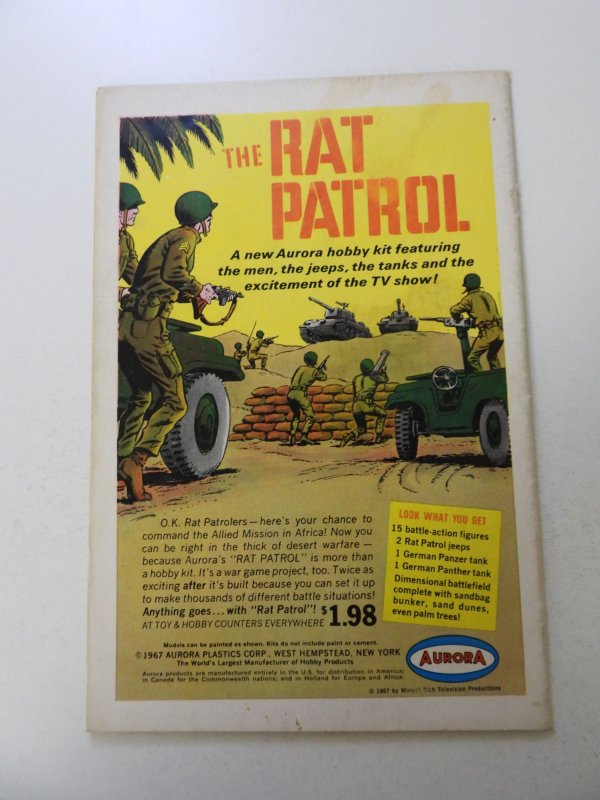 THE RAT
PATROL
A new Aurora hobby kit featuring
the men, the jeeps, the tanks and the
excitement of the TV show!
O.K. Rat Patrolers — here's your chance to
command the Allied Mission in Africa! Now you
can be right in the thick of desert warfare —
because Aurora's "RAT PATROL" is more than
a hobby kit. It's a war game project, too. Twice as
exciting after it's built because you can set it up
to make thousands of different battle situations!
Anything goes... with "Rat Patrol"! $1.98
AT TOY & HOBBY COUNTERS EVERYWHERE
LOOK WHAT YOU GET
15 battle-action figures
2 Rat Patrol jeeps
1 German Panzer tank
1 German Panther tank
Dimensional battlefield
complete with sandbag
bunker, sand dunes,
even palm trees!
Models can be painted as shown. Kits do not include paint or cement.
©1967 AURORA PLASTICS CORP., WEST HEMPSTEAD, NEW YORK
The World's Largest Manufacturer of Hobby Products
Aurora products are manufactured entirely in the U.S. for distribution in America;
in Canada for the Commonwealth nations; and in Holland for Europe and Africa.
AURORA
© 1967 by Television Productions